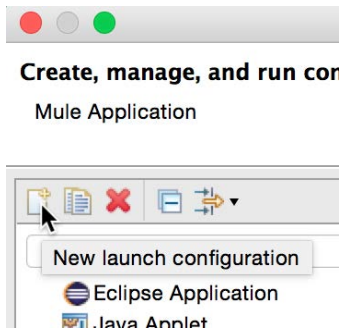 Create, manage, and run con
Mule Application
New launch configuration
Eclipse Application
Java Applet